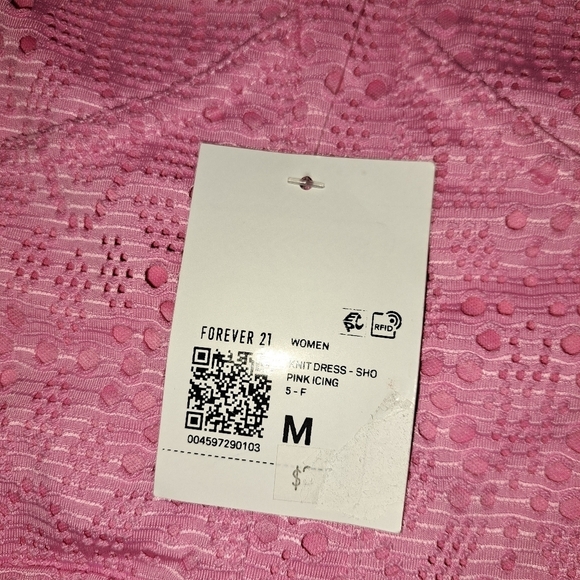 RFID
FOREVER 21
WOMEN
KNIT DRESS - SHO
PINK ICING
5 - F
M
004597290103
$